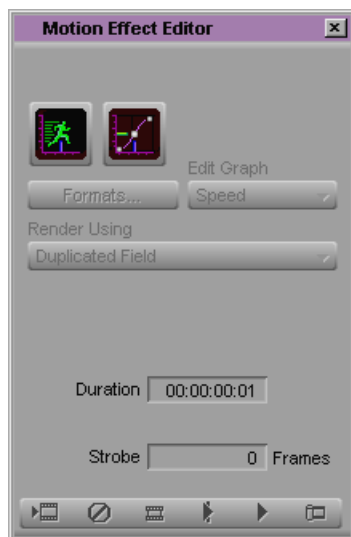 Motion Effect Editor
Edit Graph
Formats... Speed
Render Using
Duplicated Field
Duration 00:00:00:01
Strobe 0 Frames